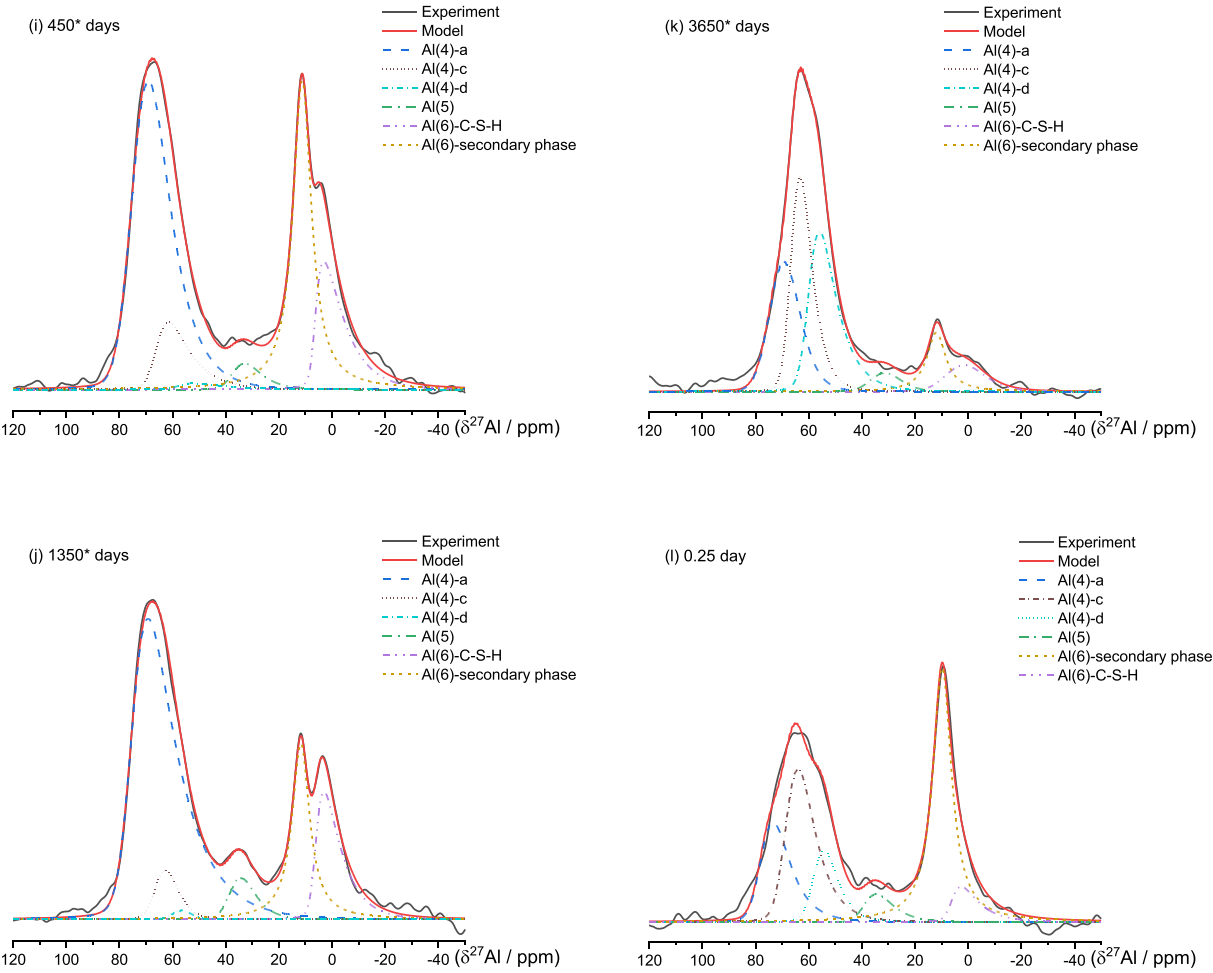 (i) 450* days
Experiment
Model
Al(4)-a
Al(4)-c
Al(4)-d
Al(5)
Al(6)-C-S-H
Al(6)-secondary phase
120 100 80 60 40 20 0 -20 -40 (δ²⁷Al / ppm)
(k) 3650* days
Experiment
Model
Al(4)-a
Al(4)-c
Al(4)-d
Al(5)
Al(6)-C-S-H
Al(6)-secondary phase
120 100 80 60 40 20 0 -20 -40 (δ²⁷Al / ppm)
(j) 1350* days
Experiment
Model
Al(4)-a
Al(4)-c
Al(4)-d
Al(5)
Al(6)-C-S-H
Al(6)-secondary phase
120 100 80 60 40 20 0 -20 -40 (δ²⁷Al / ppm)
(l) 0.25 day
Experiment
Model
Al(4)-a
Al(4)-c
Al(4)-d
Al(5)
Al(6)-secondary phase
Al(6)-C-S-H
120 100 80 60 40 20 0 -20 -40 (δ²⁷Al / ppm)